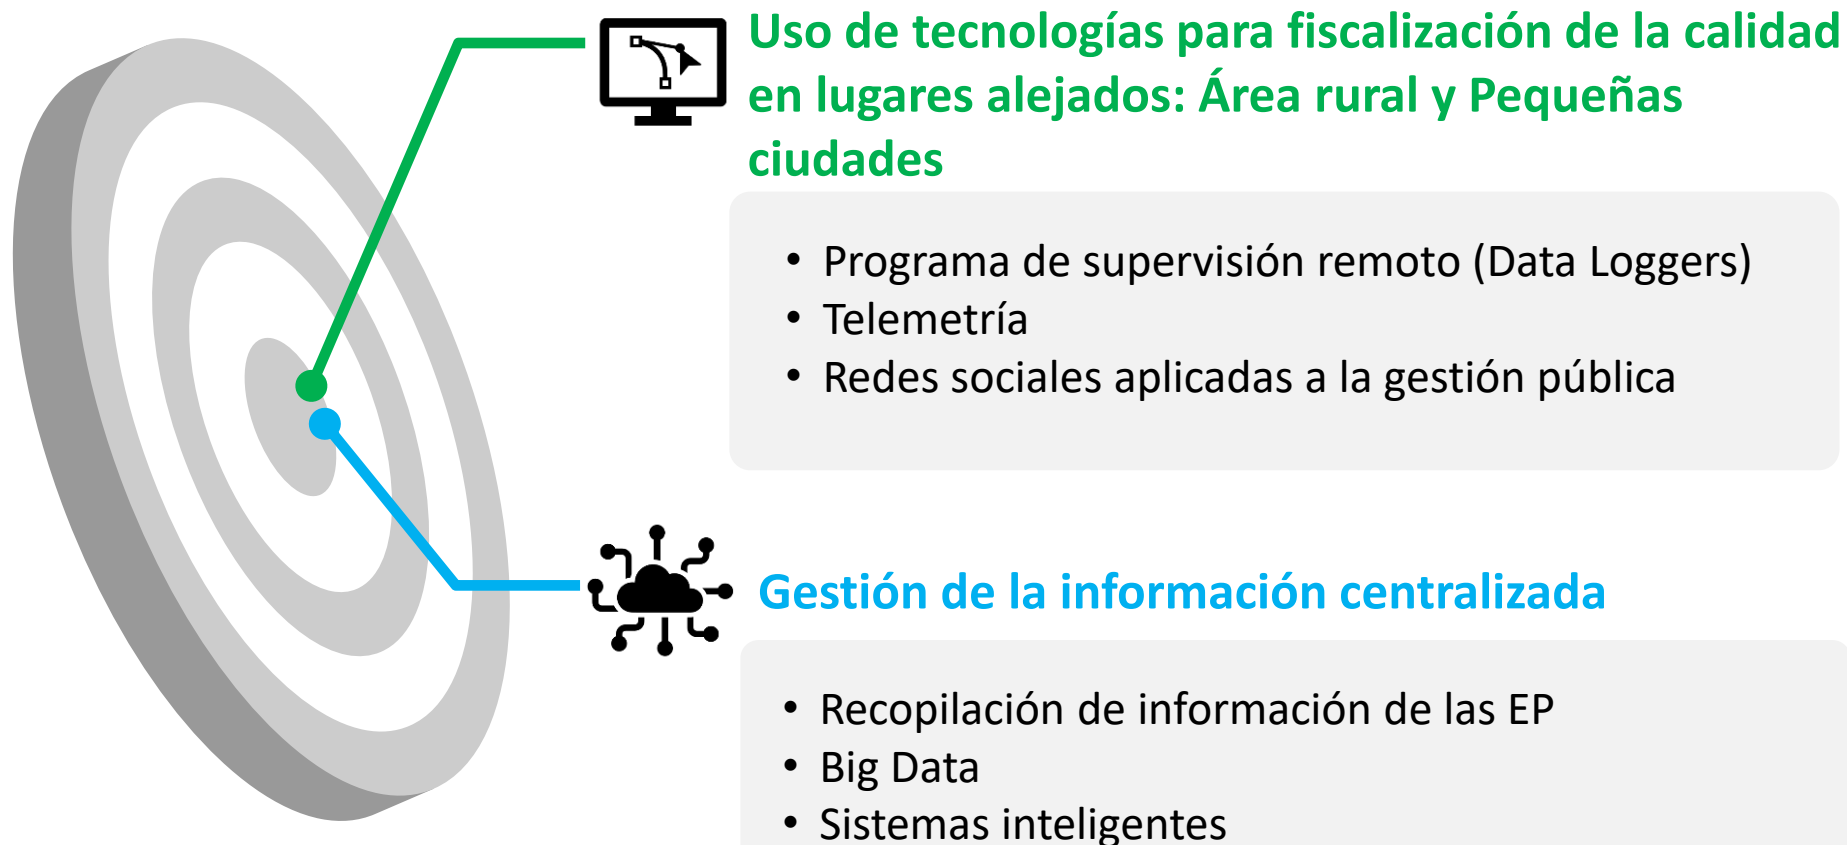 Uso de tecnologías para fiscalización de la calidad
en lugares alejados: Área rural y Pequeñas
ciudades
• Programa de supervisión remoto (Data Loggers)
• Telemetría
• Redes sociales aplicadas a la gestión pública
Gestión de la información centralizada
• Recopilación de información de las EP
• Big Data
• Sistemas inteligentes